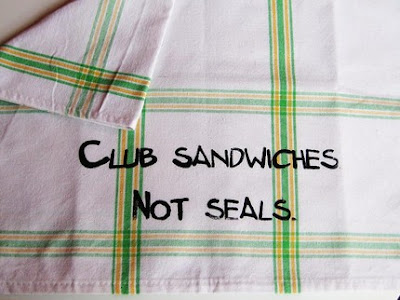 Club sandwiches
Not seals.